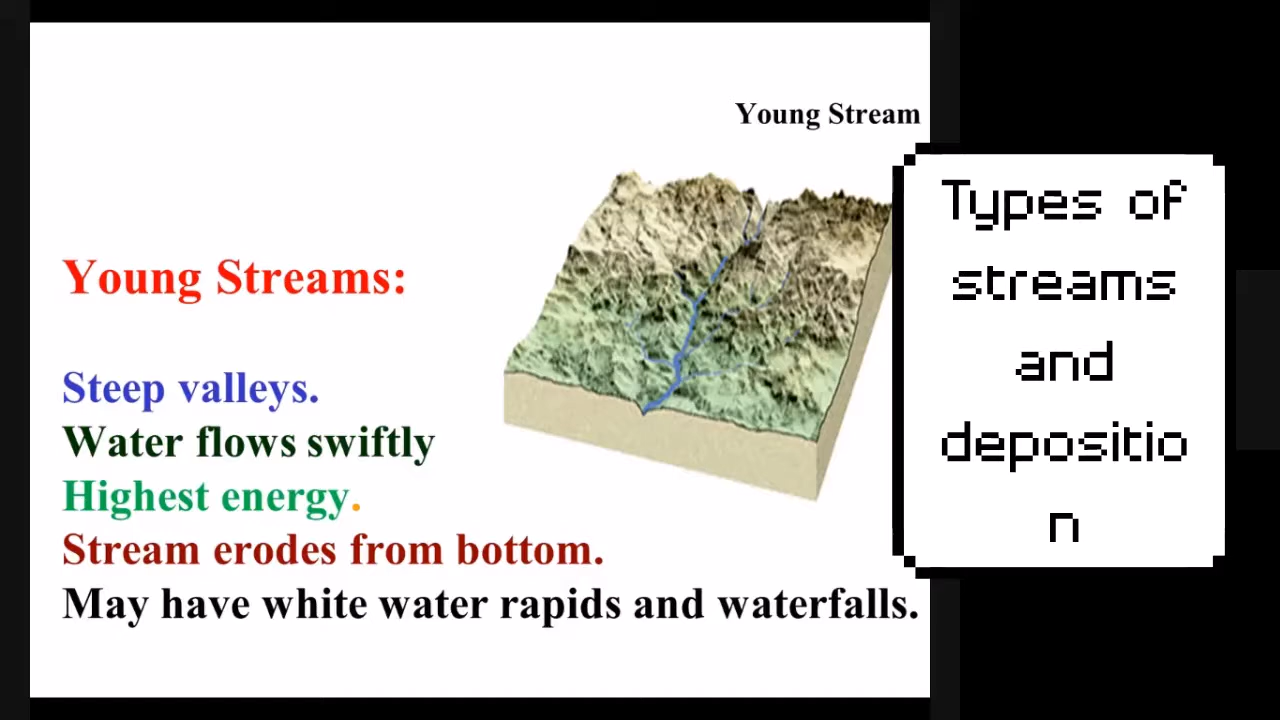 Young Stream
Young Streams:
Steep valleys.
Water flows swiftly
Highest energy.
Stream erodes from bottom.
May have white water rapids and waterfalls.
Types of
streams
and
depositio
n